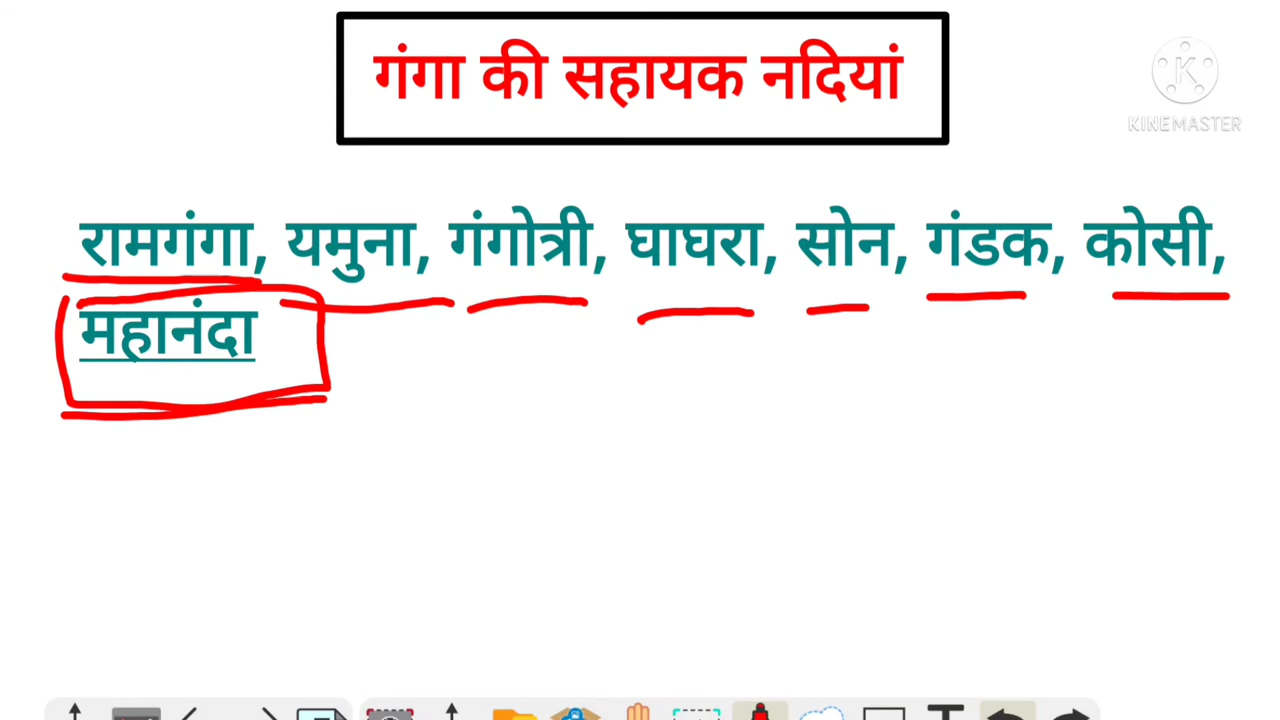 गंगा की सहायक नदियां
KINEMASTER
रामगंगा, यमुना, गंगोत्री, घाघरा, सोन, गंडक, कोसी,
महानंदा